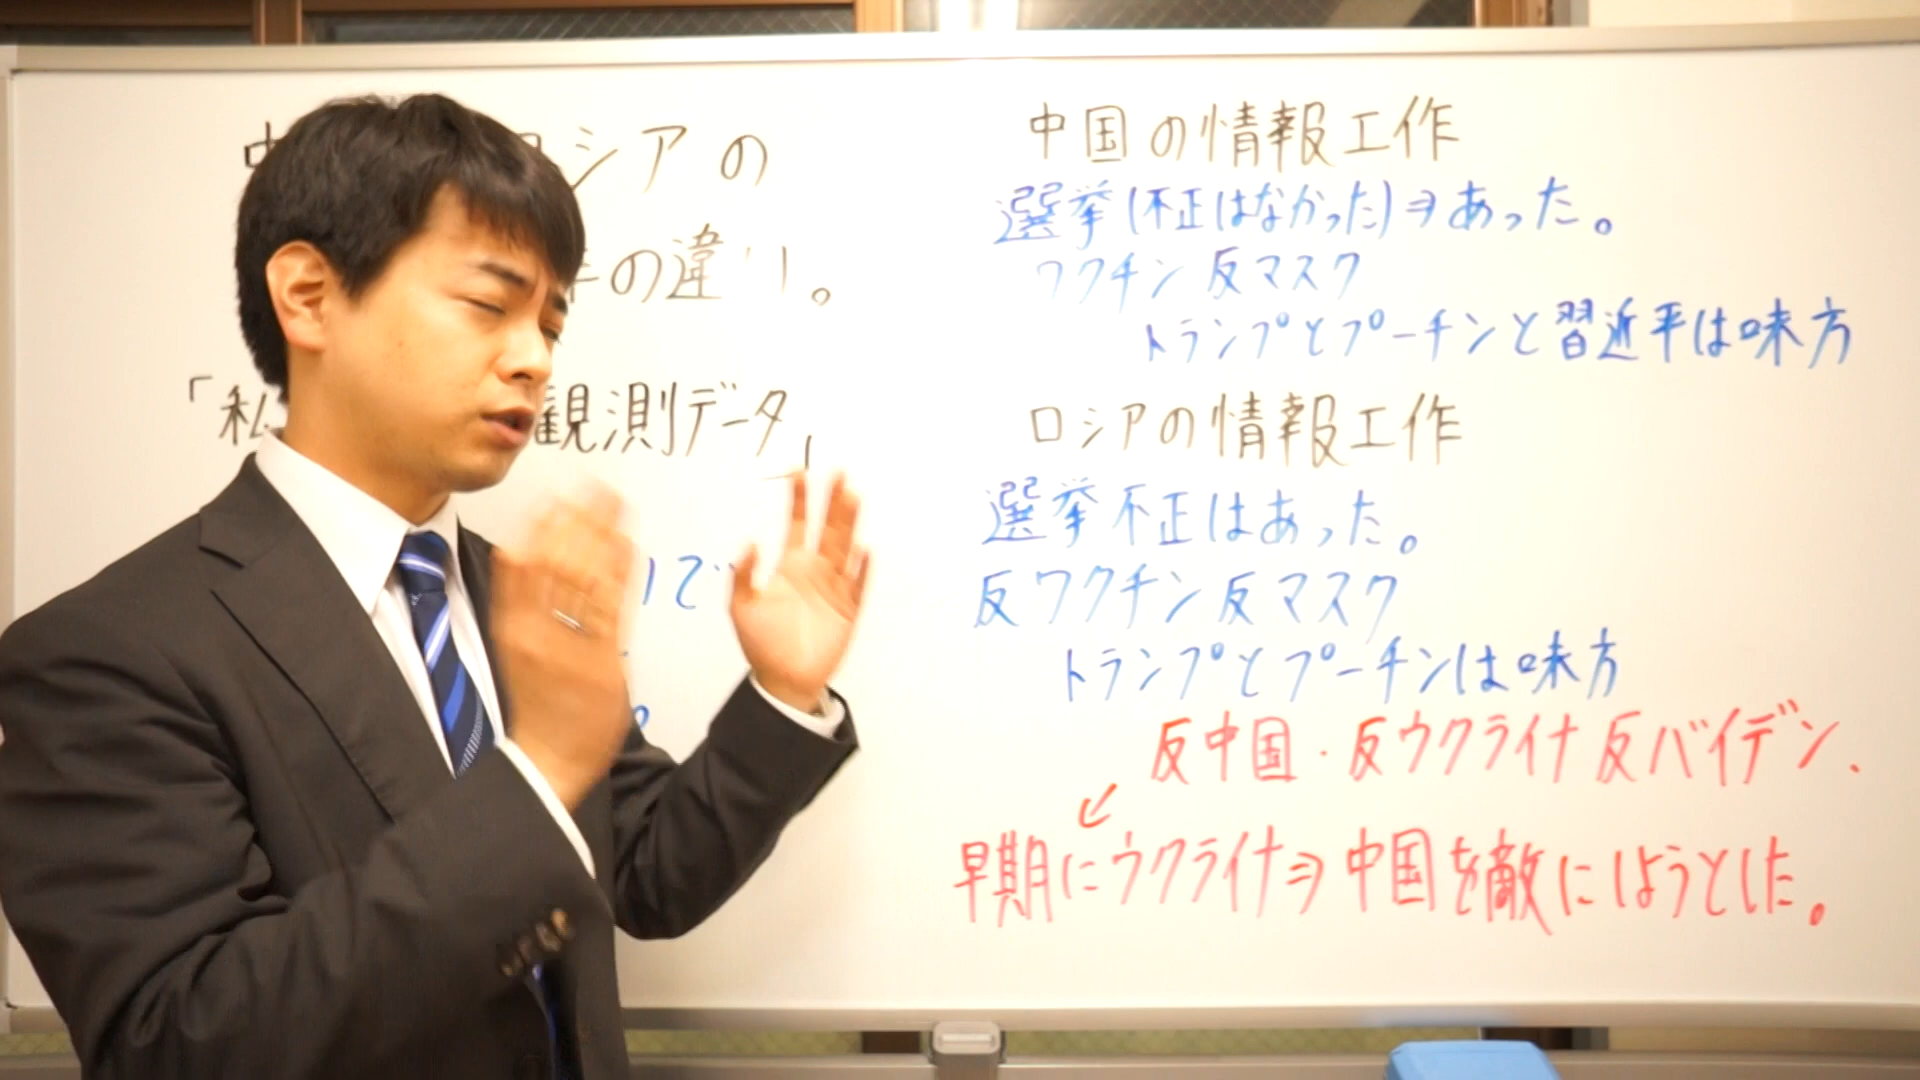 シアの
の違い。
「私 観測データ」
で
中国の情報工作
選挙(不正はなかった)⇒あった。
ワクチン 反マスク
トランプとプーチンと習近平は味方
ロシアの情報工作
選挙不正はあった。
反ワクチン反マスク
トランプとプーチンは味方
反中国・反ウクライナ反バイデン、
↙
早期にウクライナ⇒中国を敵にしようとした。